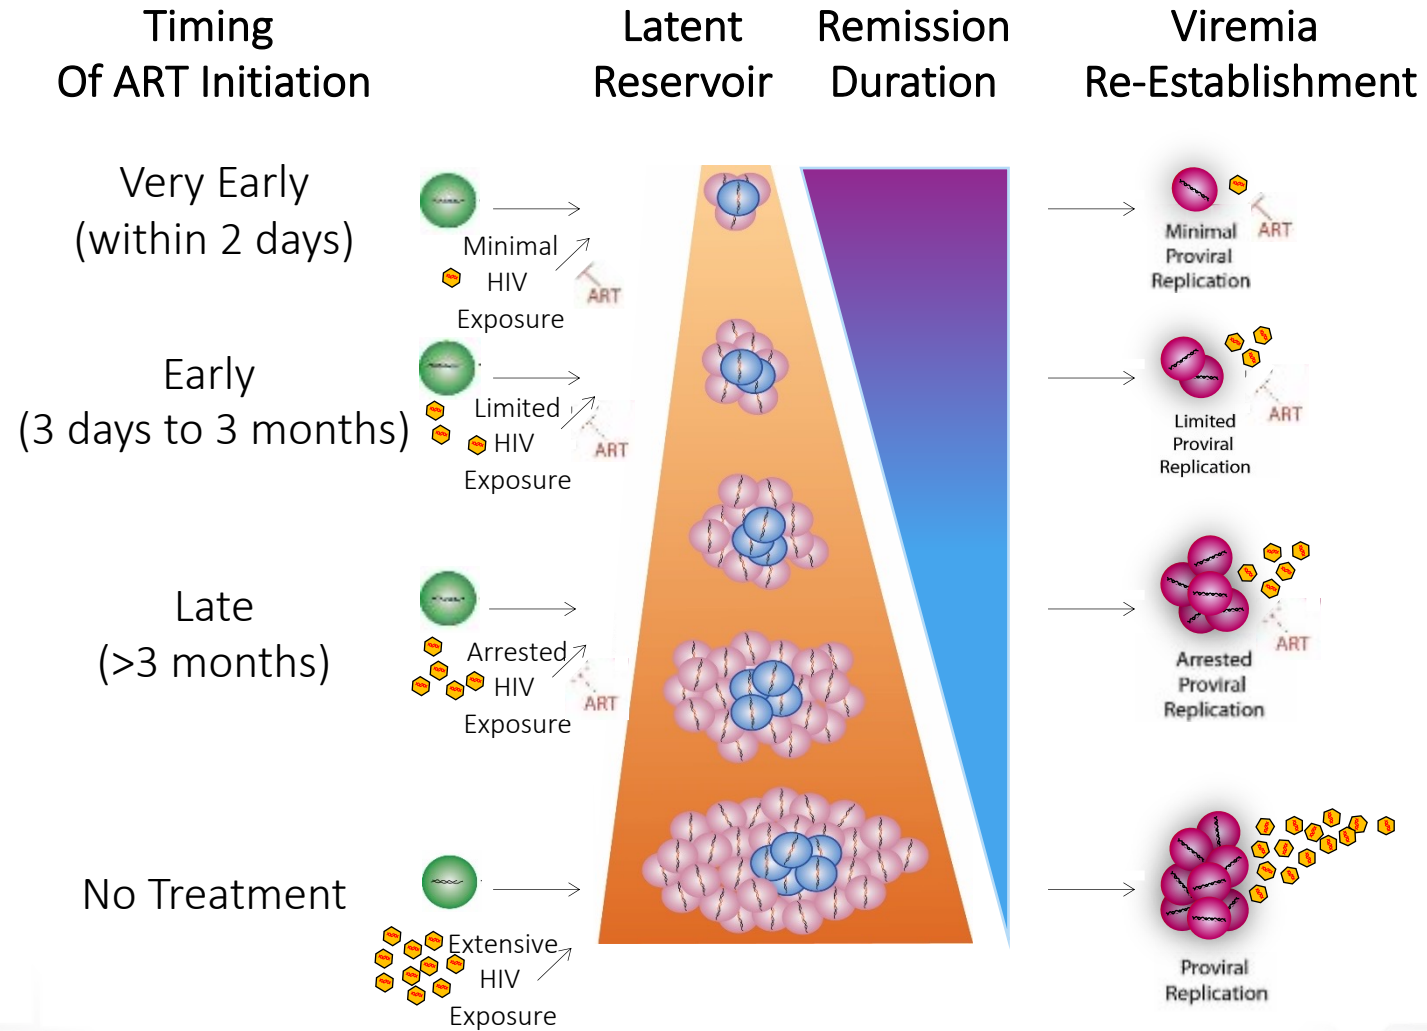 Timing
Of ART Initiation
Latent
Reservoir
Remission
Duration
Viremia
Re-Establishment
Very Early
(within 2 days)
Minimal
HIV
Exposure
ART
Minimal
Proviral
Replication
ART
Early
(3 days to 3 months)
Limited
HIV
Exposure
ART
Limited
Proviral
Replication
ART
Late
(>3 months)
Arrested
HIV
Exposure
ART
Arrested
Proviral
Replication
ART
No Treatment
Extensive
HIV
Exposure
Proviral
Replication